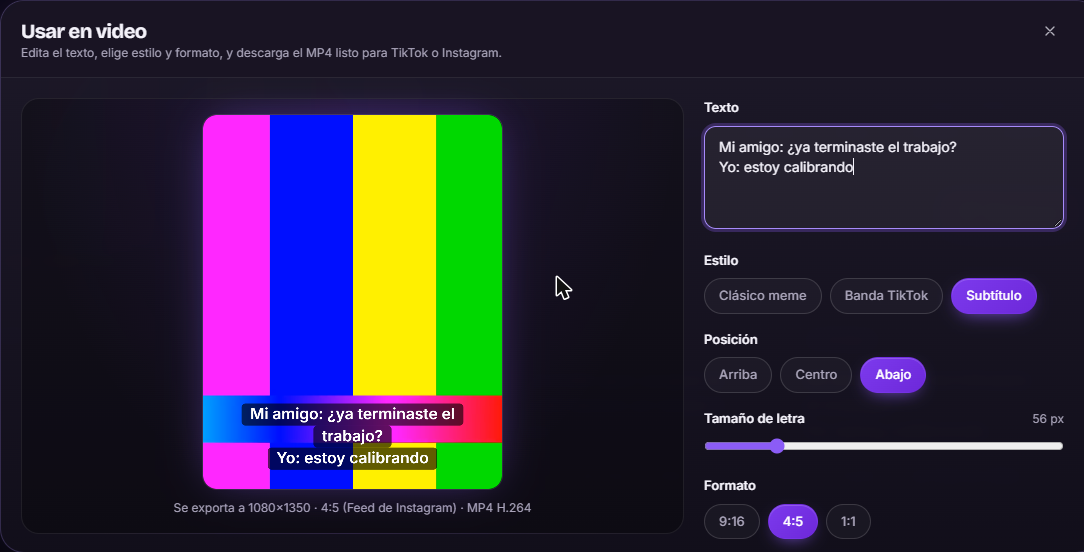 Usar en video
Edita el texto, elige estilo y formato, y descarga el MP4 listo para TikTok o Instagram.
Mi amigo: ¿ya terminaste el
trabajo?
Yo: estoy calibrando
Se exporta a 1080×1350 · 4:5 (Feed de Instagram) · MP4 H.264
Texto
Mi amigo: ¿ya terminaste el trabajo?
Yo: estoy calibrando
Estilo
Clásico meme Banda TikTok Subtítulo
Posición
Arriba Centro Abajo
Tamaño de letra 56 px
Formato
9:16 4:5 1:1